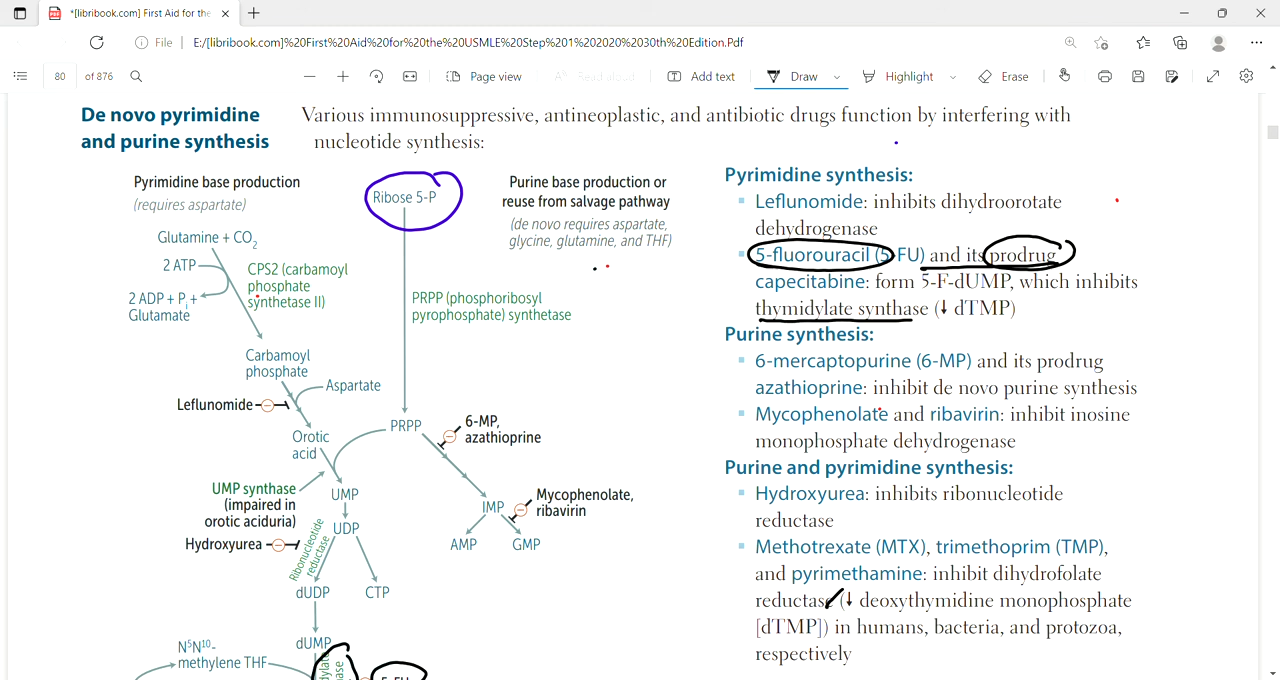 *[libribook.com] First Aid for the
File
E:/[libribook.com]%20First%20Aid%20for%20the%20USMLE%20Step%201%202020%2030th%20Edition.Pdf
80 of 876
Page view
Read aloud
Add text
Draw
Highlight
Erase
De novo pyrimidine
and purine synthesis
Various immunosuppressive, antineoplastic, and antibiotic drugs function by interfering with
nucleotide synthesis:
Pyrimidine base production
(requires aspartate)
Glutamine + CO2
2 ATP
2 ADP + Pi +
Glutamate
CPS2 (carbamoyl
phosphate
synthetase II)
Carbamoyl
phosphate
Aspartate
Leflunomide
Orotic
acid
UMP synthase
(impaired in
orotic aciduria)
UMP
Hydroxyurea
UDP
Ribonucleotide
reductase
dUDP
CTP
dUMP
N5N10-
methylene THF
Ribose 5-P
PRPP (phosphoribosyl
pyrophosphate) synthetase
PRPP
Purine base production or
reuse from salvage pathway
(de novo requires aspartate,
glycine, glutamine, and THF)
6-MP,
azathioprine
IMP
Mycophenolate,
ribavirin
AMP
GMP
Pyrimidine synthesis:
Leflunomide: inhibits dihydroorotate
dehydrogenase
5-fluorouracil (5-FU) and its prodrug
capecitabine: form 5-F-dUMP, which inhibits
thymidylate synthase (↓ dTMP)
Purine synthesis:
6-mercaptopurine (6-MP) and its prodrug
azathioprine: inhibit de novo purine synthesis
Mycophenolate and ribavirin: inhibit inosine
monophosphate dehydrogenase
Purine and pyrimidine synthesis:
Hydroxyurea: inhibits ribonucleotide
reductase
Methotrexate (MTX), trimethoprim (TMP),
and pyrimethamine: inhibit dihydrofolate
reductase (↓ deoxythymidine monophosphate
[dTMP]) in humans, bacteria, and protozoa,
respectively